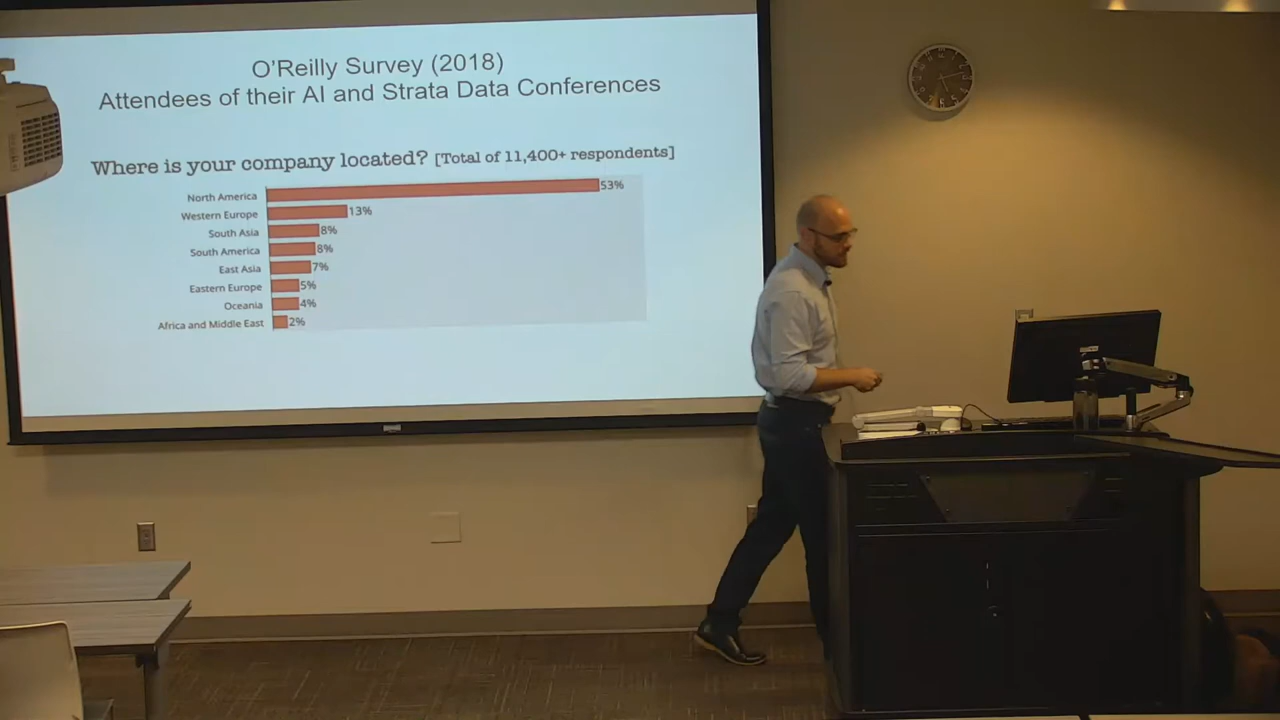 O'Reilly Survey (2018)
Attendees of their AI and Strata Data Conferences
Where is your company located? [Total of 11,400+ respondents]
North America 53%
Western Europe 13%
South Asia 8%
South America 8%
East Asia 7%
Eastern Europe 5%
Oceania 4%
Africa and Middle East 2%